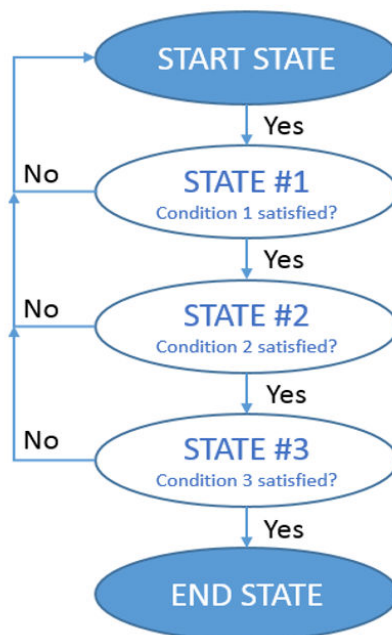 START STATE
Yes
No
STATE #1
Condition 1 satisfied?
Yes
No
STATE #2
Condition 2 satisfied?
Yes
No
STATE #3
Condition 3 satisfied?
Yes
END STATE